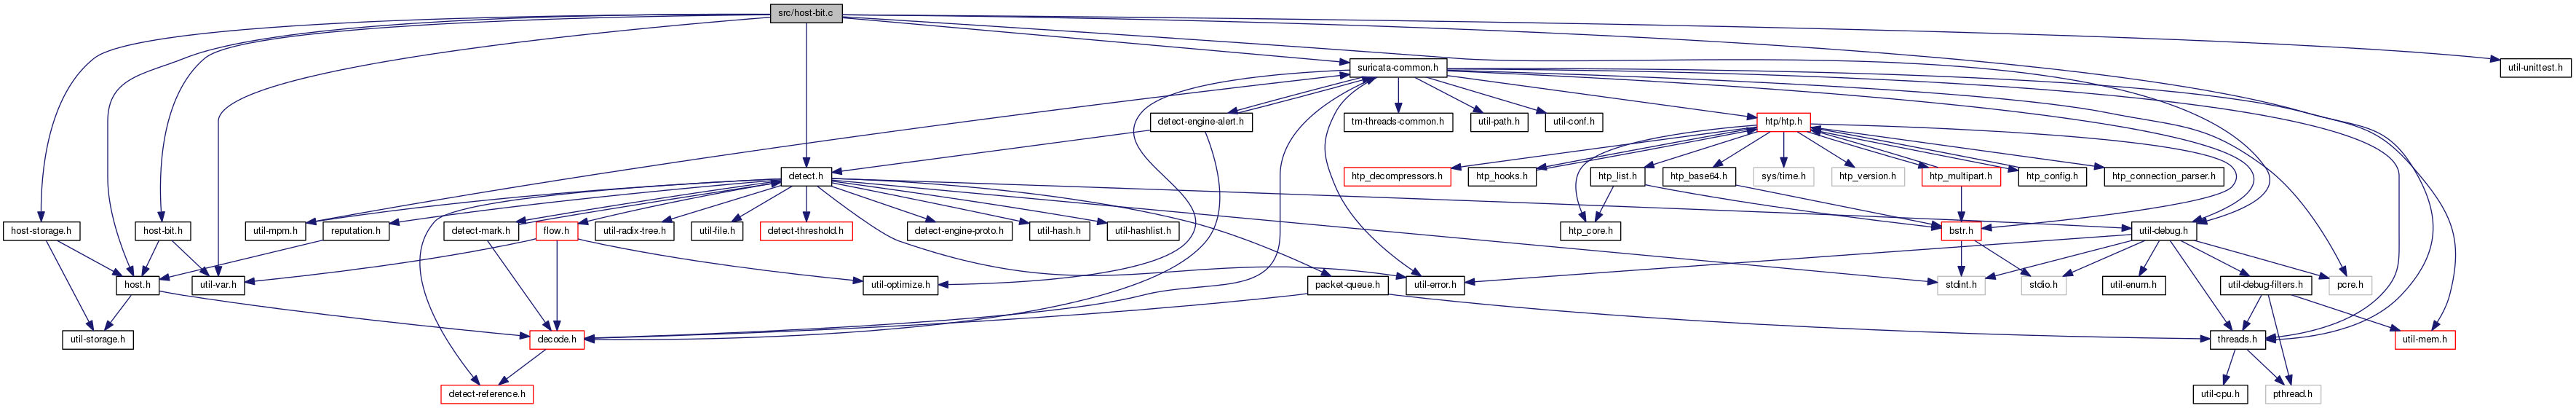 src/host-bit.c
suricata-common.h
util-unittest.h
detect-engine-alert.h
tm-threads-common.h
util-path.h
util-conf.h
htp/htp.h
detect.h
htp_decompressors.h
htp_hooks.h
htp_list.h
htp_base64.h
sys/time.h
htp_version.h
htp_multipart.h
htp_config.h
htp_connection_parser.h
host-storage.h
host-bit.h
util-mpm.h
reputation.h
detect-mark.h
flow.h
util-radix-tree.h
util-file.h
detect-threshold.h
detect-engine-proto.h
util-hash.h
util-hashlist.h
htp_core.h
bstr.h
util-debug.h
host.h
util-var.h
util-optimize.h
packet-queue.h
util-error.h
stdint.h
stdio.h
util-enum.h
util-debug-filters.h
pcre.h
util-storage.h
decode.h
threads.h
util-mem.h
detect-reference.h
util-cpu.h
pthread.h